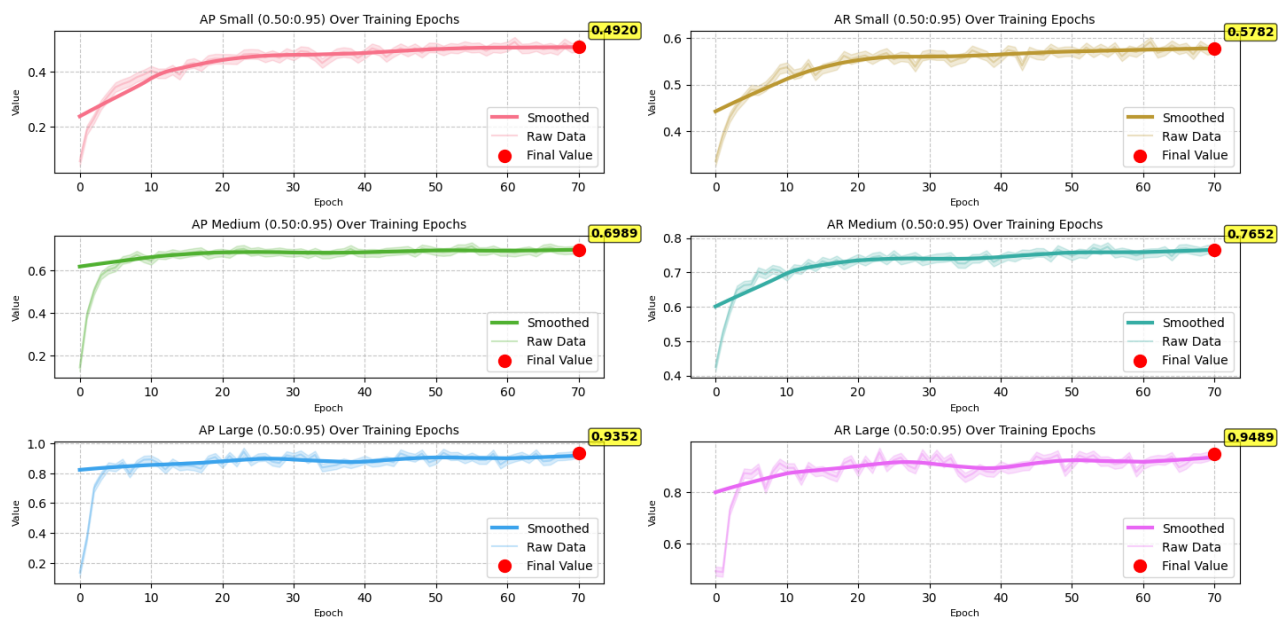 AP Small (0.50:0.95) Over Training Epochs
0.4920
Value
0.4
0.2
Smoothed
Raw Data
Final Value
0 10 20 30 40 50 60 70
Epoch
AR Small (0.50:0.95) Over Training Epochs
0.5782
Value
0.6
0.5
0.4
Smoothed
Raw Data
Final Value
0 10 20 30 40 50 60 70
Epoch
AP Medium (0.50:0.95) Over Training Epochs
0.6989
Value
0.6
0.4
0.2
Smoothed
Raw Data
Final Value
0 10 20 30 40 50 60 70
Epoch
AR Medium (0.50:0.95) Over Training Epochs
0.7652
Value
0.8
0.7
0.6
0.5
0.4
Smoothed
Raw Data
Final Value
0 10 20 30 40 50 60 70
Epoch
AP Large (0.50:0.95) Over Training Epochs
0.9352
Value
1.0
0.8
0.6
0.4
0.2
Smoothed
Raw Data
Final Value
0 10 20 30 40 50 60 70
Epoch
AR Large (0.50:0.95) Over Training Epochs
0.9489
Value
0.8
0.6
Smoothed
Raw Data
Final Value
0 10 20 30 40 50 60 70
Epoch